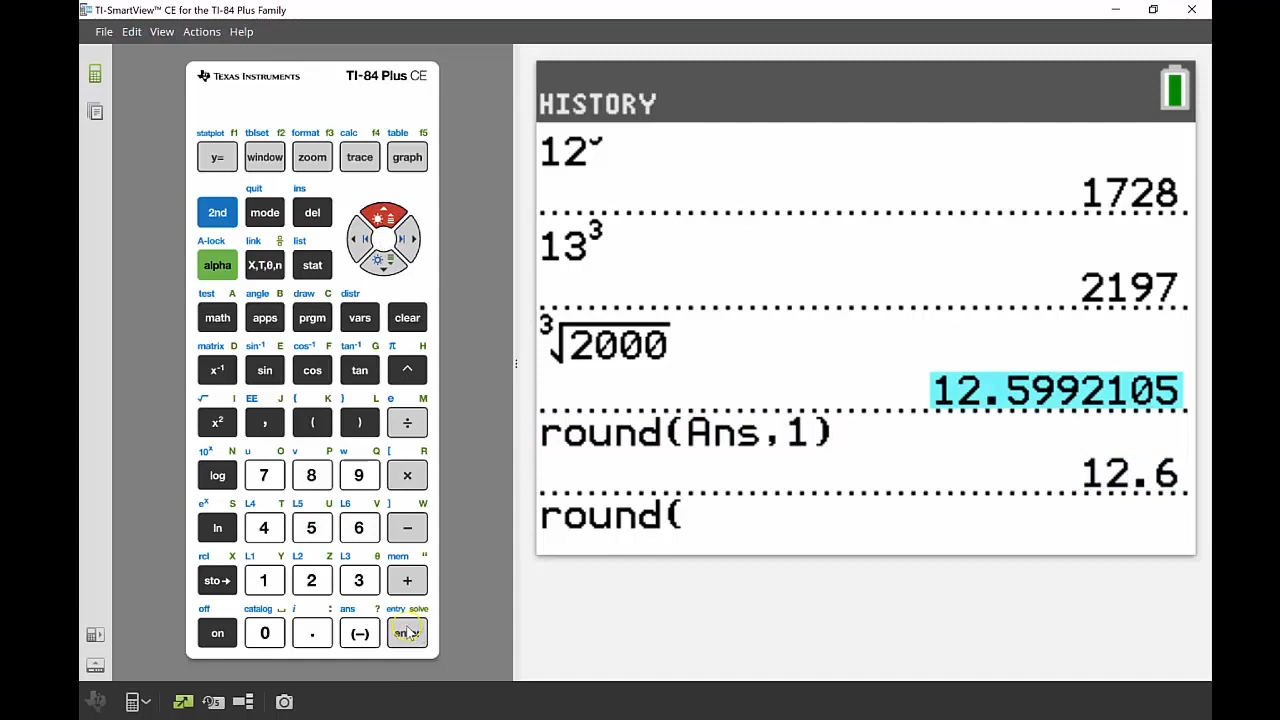 TI-SmartView™ CE for the TI-84 Plus Family
File Edit View Actions Help
TEXAS INSTRUMENTS TI-84 Plus CE
statplot f1 tblset f2 format f3 calc f4 table f5
y= window zoom trace graph
quit ins
2nd mode del
A-lock link list
alpha X,T,θ,n stat
test A angle B draw C distr
math apps prgm vars clear
matrix D sin⁻¹ E cos⁻¹ F tan⁻¹ G π H
x⁻¹ sin cos tan ^
√ I EE J { K } L e M
x² , ( ) ÷
10ˣ N u O v P w Q [ R
log 7 8 9 ×
eˣ S L4 T L5 U L6 V ] W
ln 4 5 6 −
rcl X L1 Y L2 Z L3 θ mem "
sto→ 1 2 3 +
off catalog i : ans ? entry solve
on 0 . (−) enter
HISTORY
12
1728
13³
2197
³√2000
12.5992105
round(Ans,1)
12.6
round(